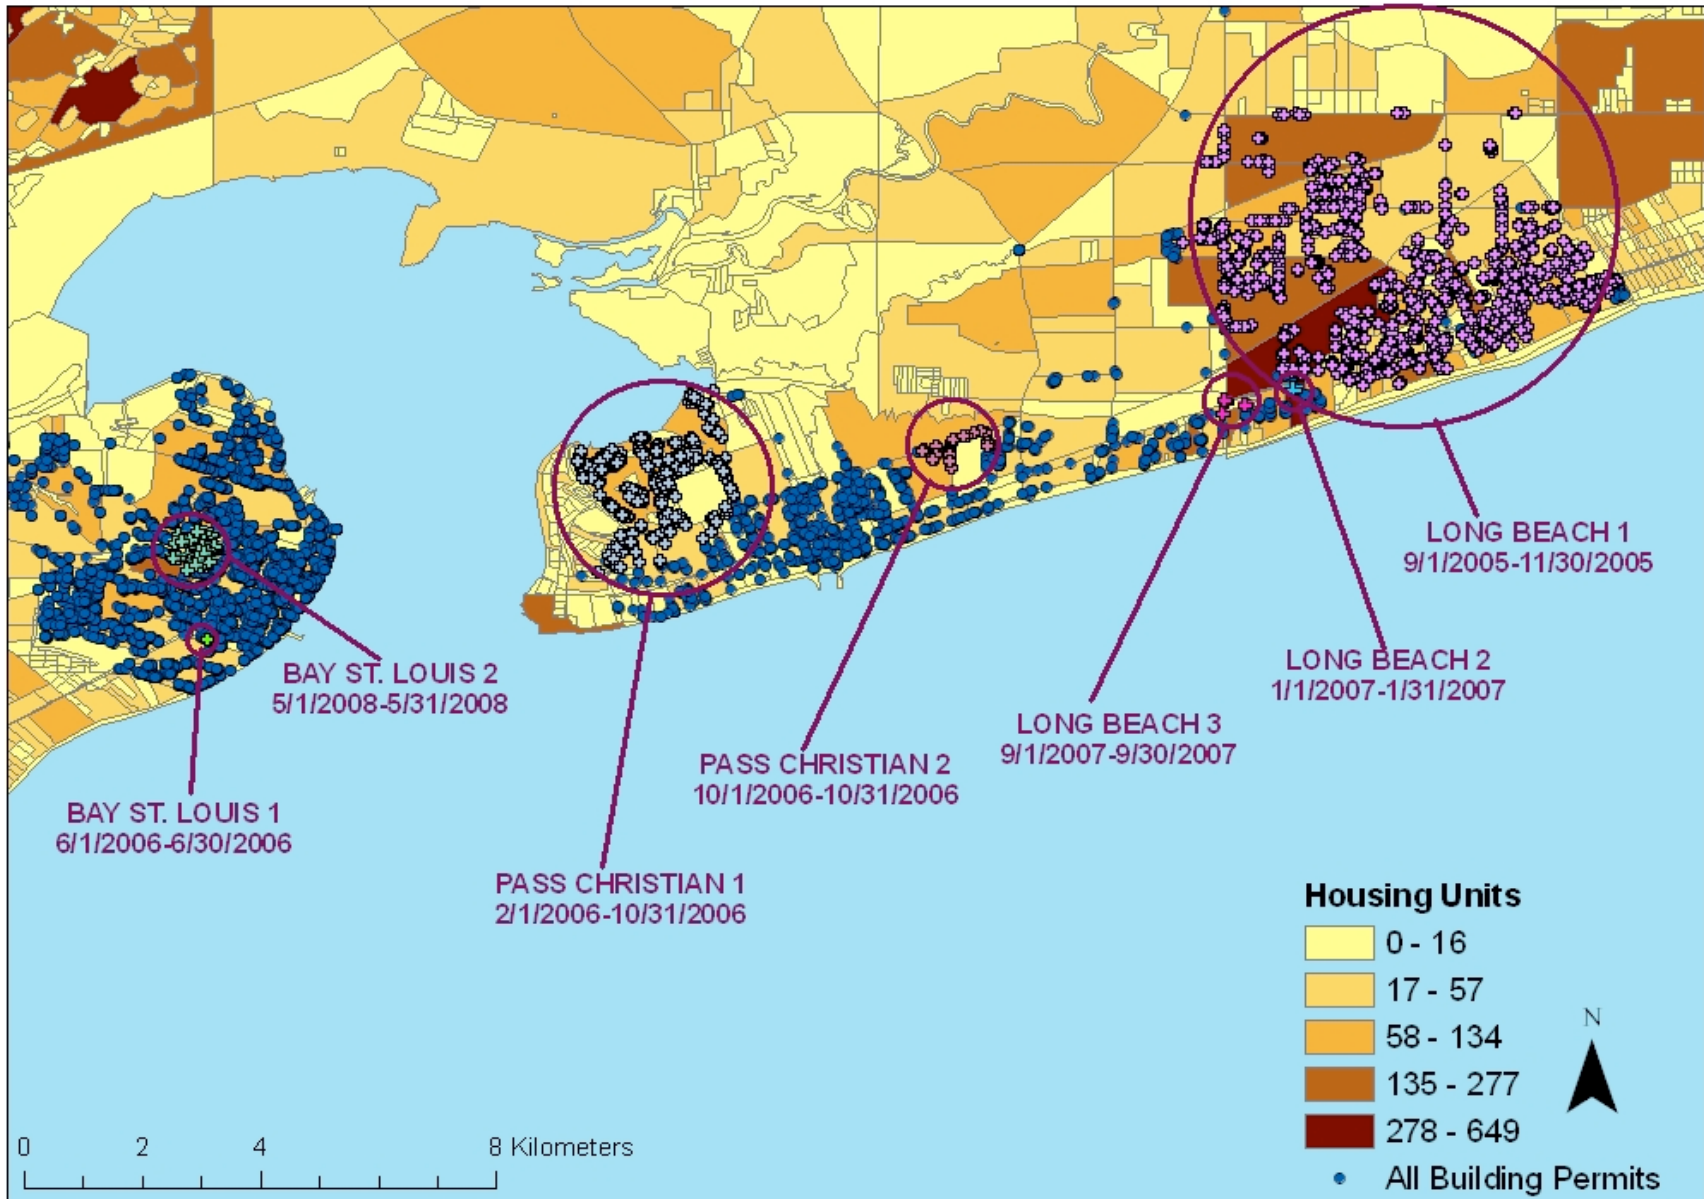 LONG BEACH 1
9/1/2005-11/30/2005
LONG BEACH 2
1/1/2007-1/31/2007
BAY ST. LOUIS 2
5/1/2008-5/31/2008
LONG BEACH 3
9/1/2007-9/30/2007
PASS CHRISTIAN 2
10/1/2006-10/31/2006
BAY ST. LOUIS 1
6/1/2006-6/30/2006
PASS CHRISTIAN 1
2/1/2006-10/31/2006
Housing Units
0 - 16
17 - 57
58 - 134
135 - 277
278 - 649
All Building Permits
N
0 2 4 8 Kilometers